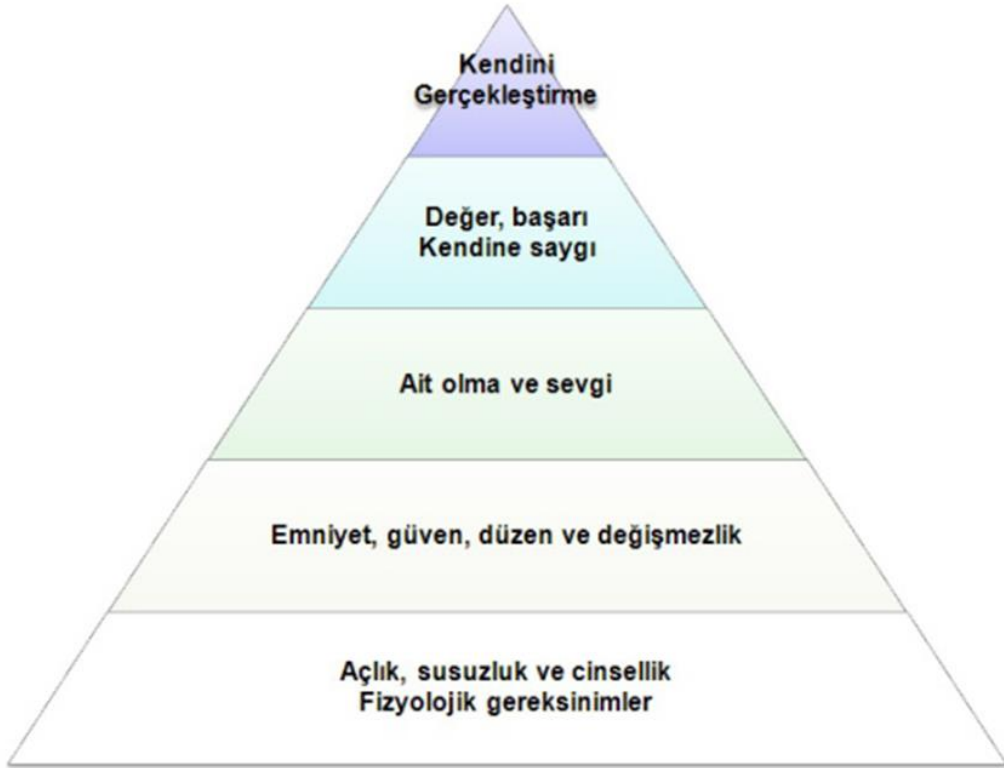 Kendini
Gerçekleştirme
Değer, başarı
Kendine saygı
Ait olma ve sevgi
Emniyet, güven, düzen ve değişmezlik
Açlık, susuzluk ve cinsellik
Fizyolojik gereksinimler